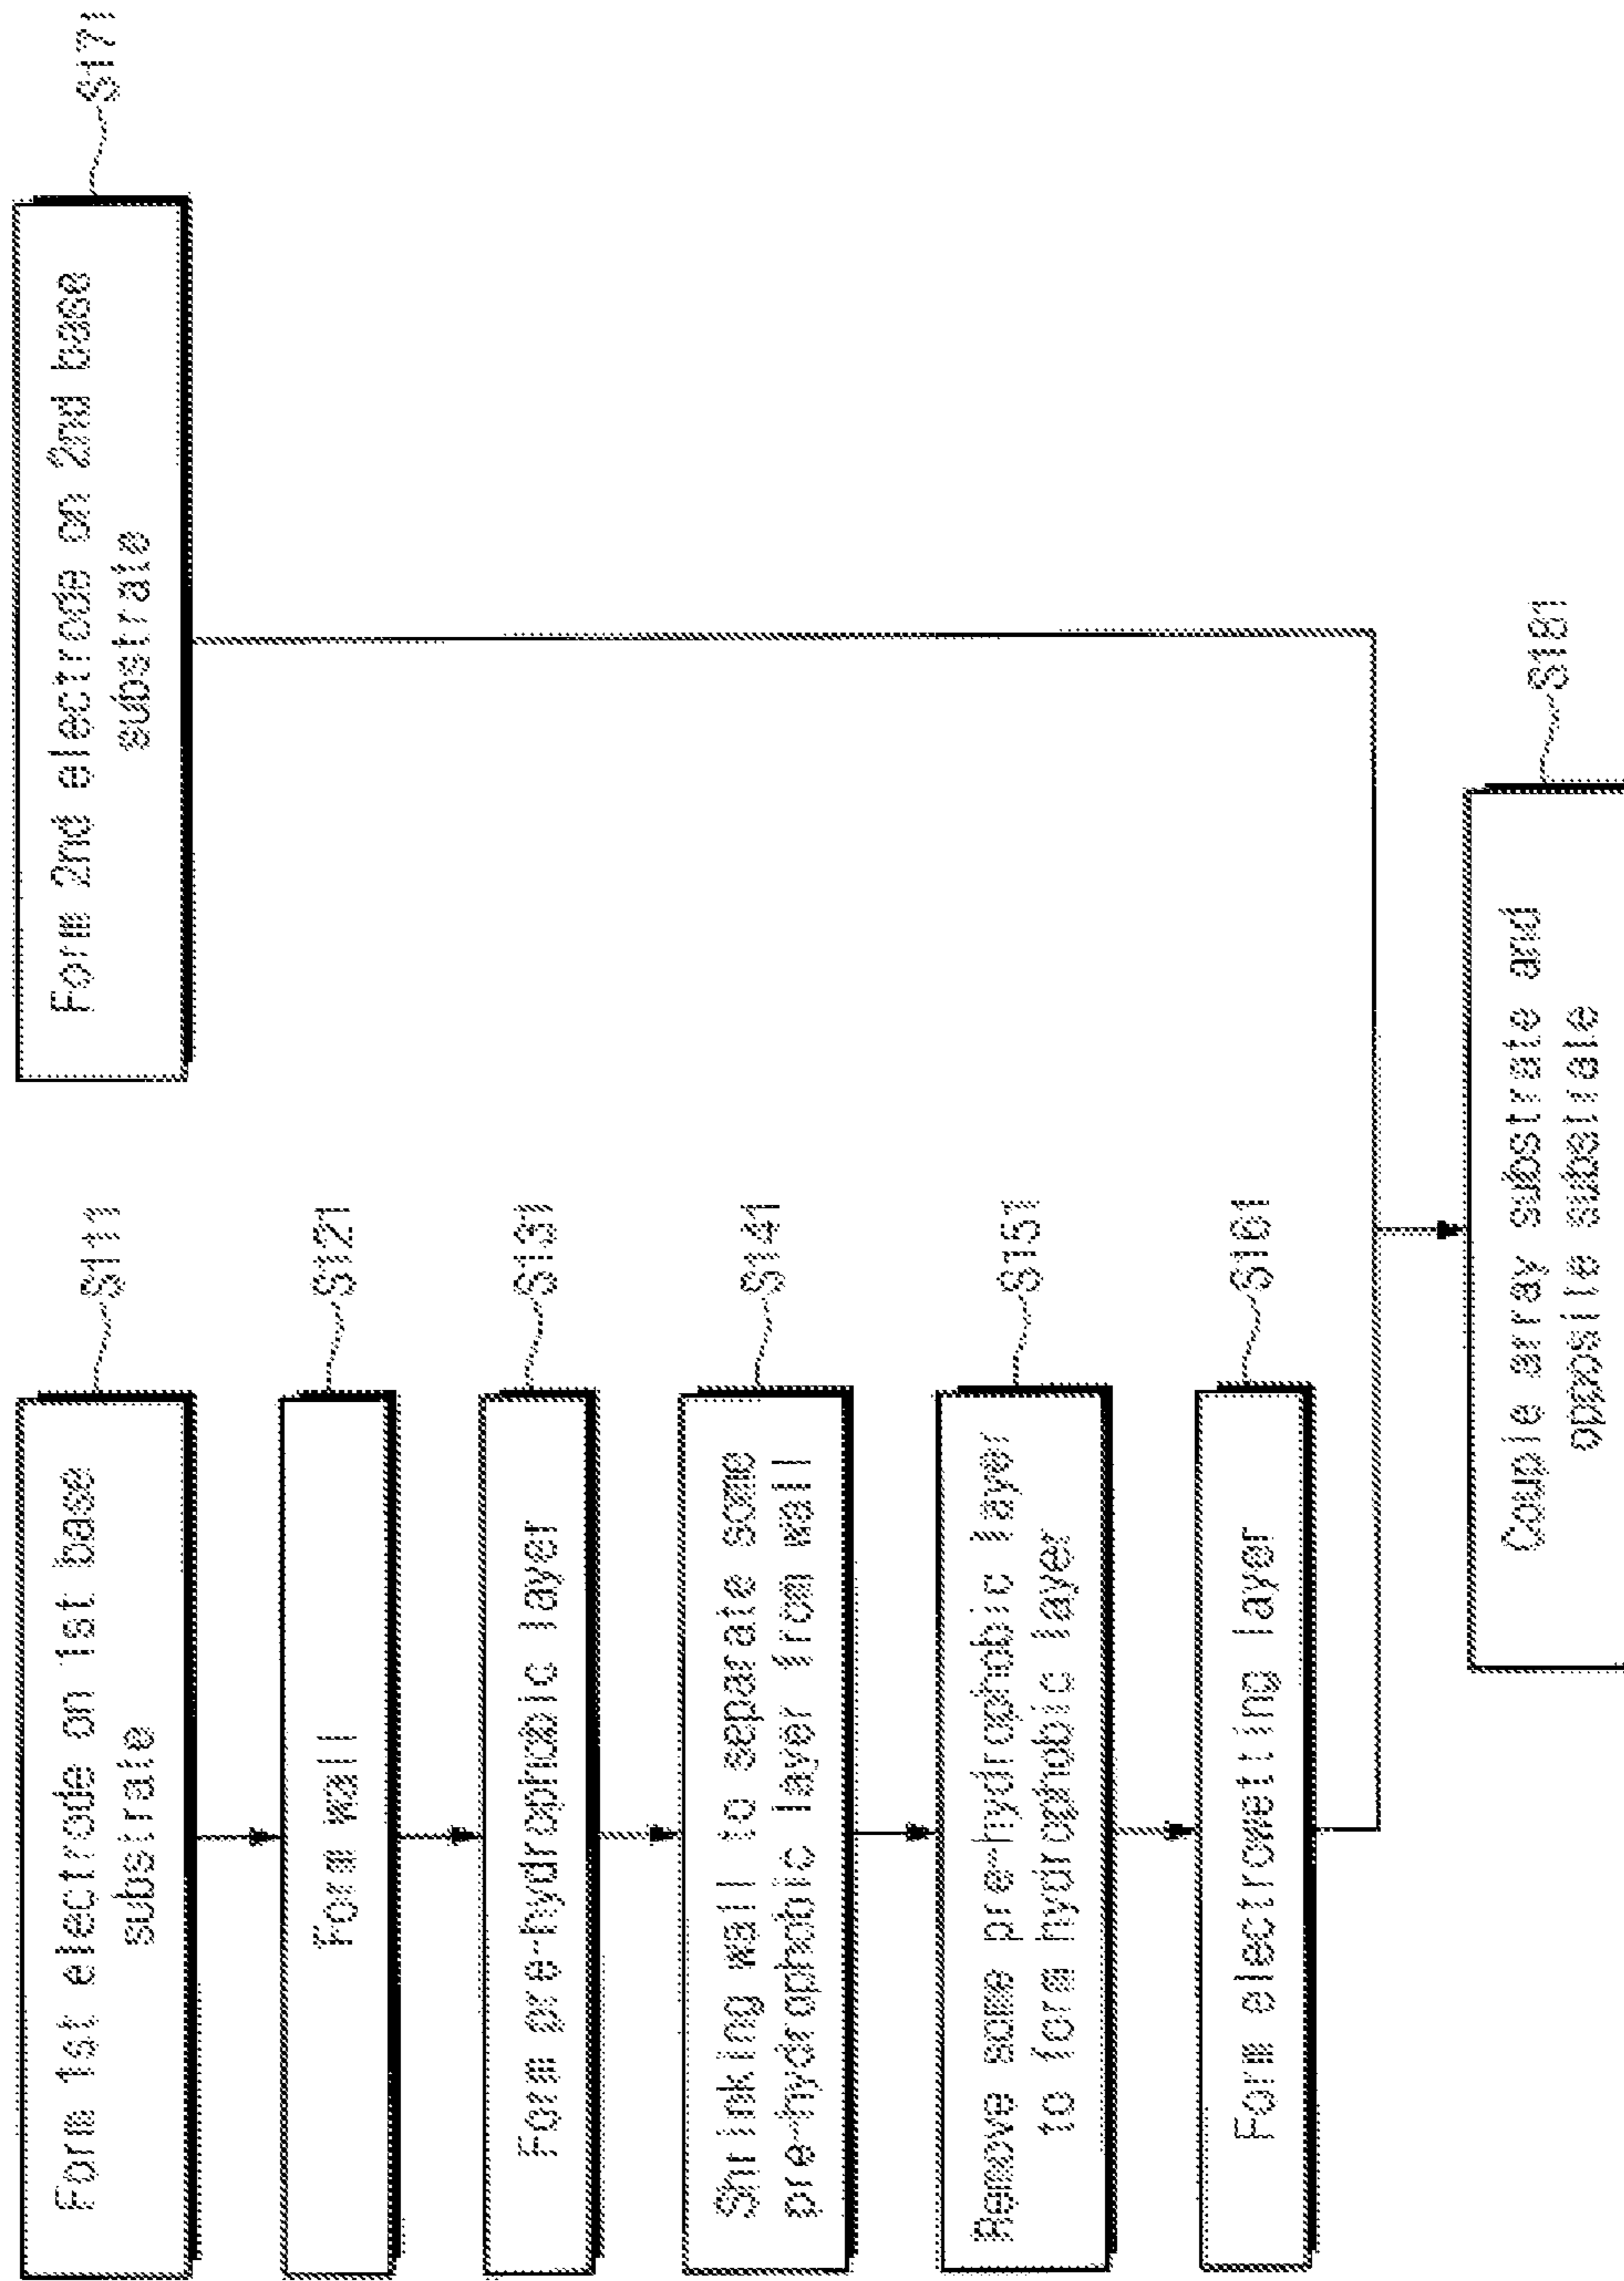 Form 1st electrode on 1st base
substrate
S111
Form wall
S121
Form pre-hydrophobic layer
S131
Shrinking wall to separate some
pre-hydrophobic layer from wall
S141
Remove some pre-hydrophobic layer
to form hydrophobic layer
S151
Form electrowetting layer
S161
Form 2nd electrode on 2nd base
substrate
S171
Couple array substrate and
opposite substrate
S181